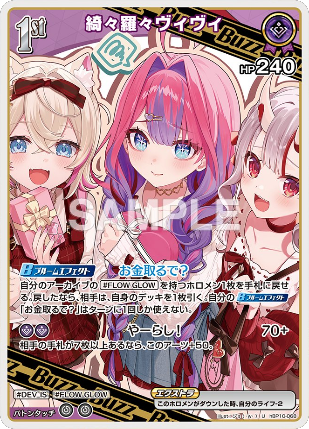 Buzz
1st
綺々羅々ヴィヴィ
HP240
SAMPLE
ブルームエフェクト
お金取るで?
自分のアーカイブの #FLOW GLOW を持つホロメン1枚を手札に戻せる。戻したなら、相手は、自身のデッキを1枚引く。自分の ブルームエフェクト
「お金取るで?」はターンに1回しか使えない。
やーらし!
70+
相手の手札が7枚以上あるなら、このアーツ+50。
#DEV_IS #FLOW GLOW
エクストラ
このホロメンがダウンした時、自分のライフ-2
バトンタッチ
Buzz